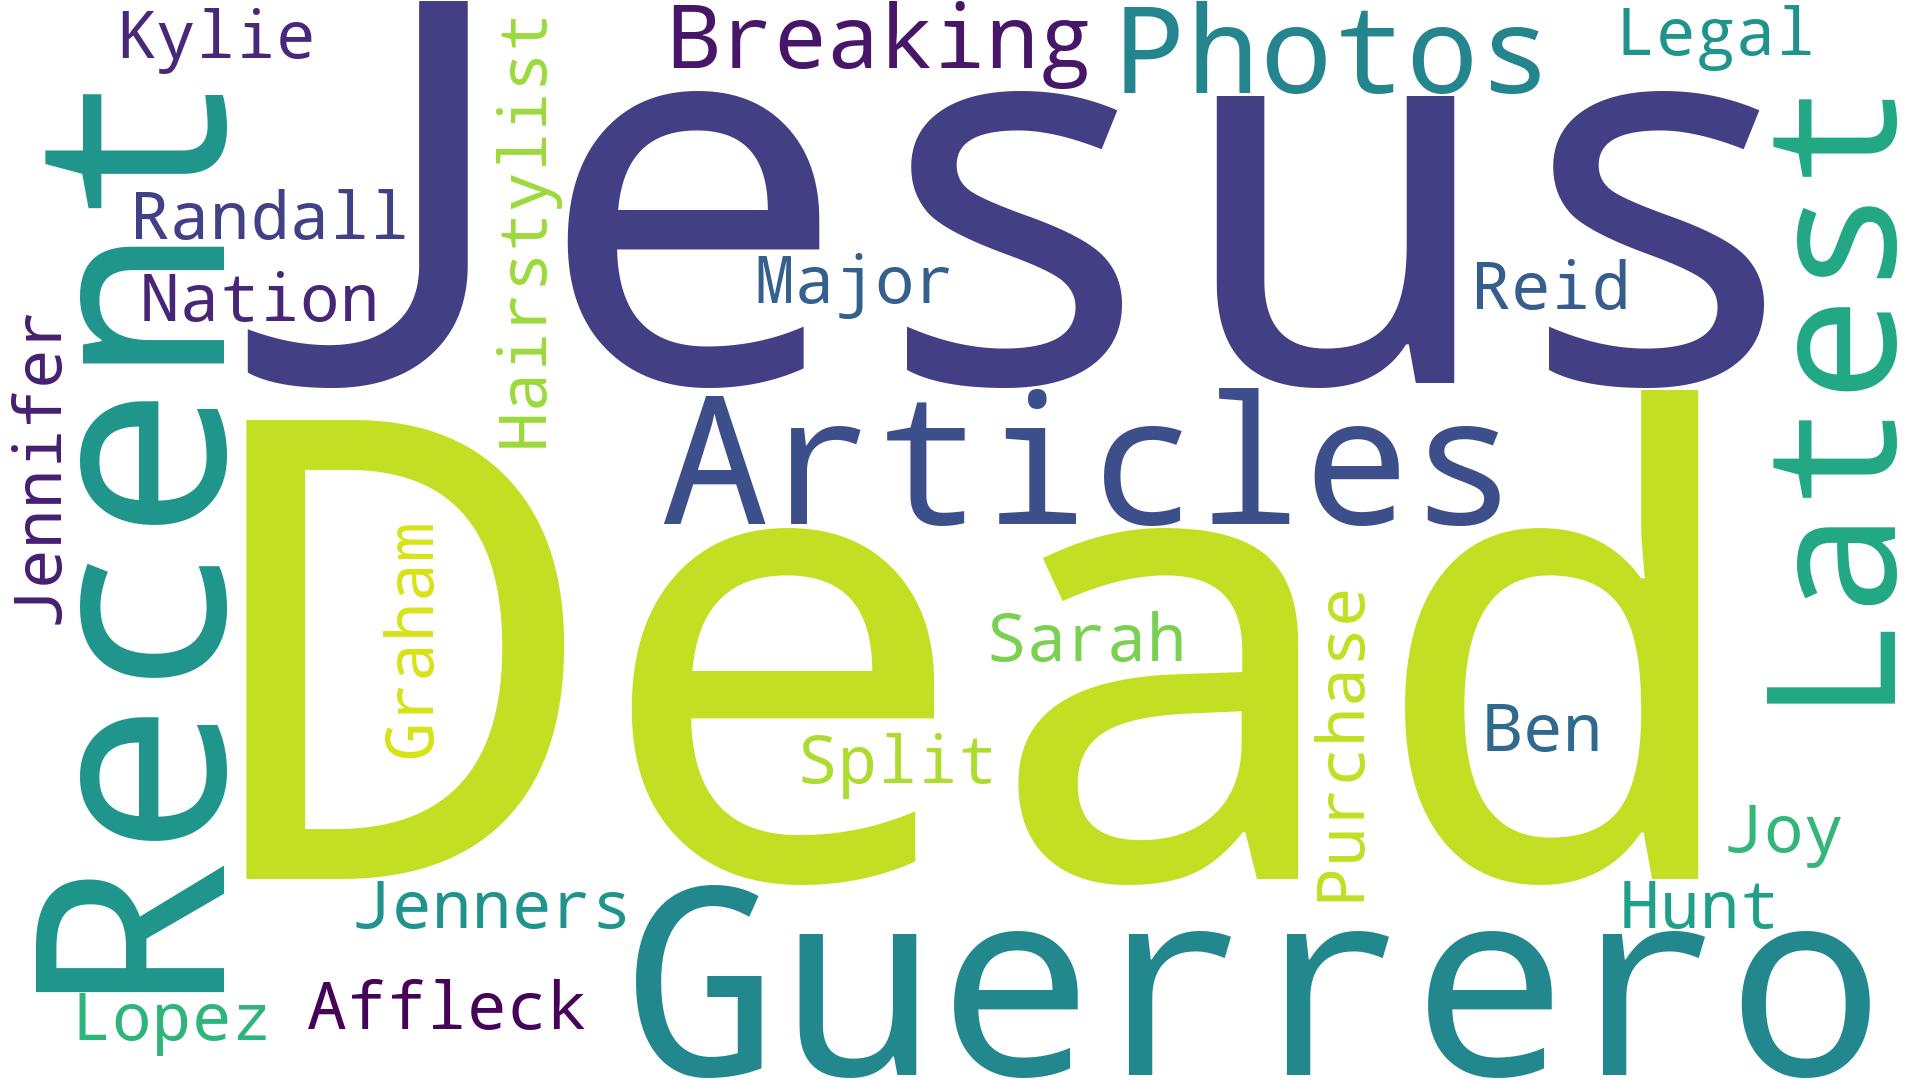 Kylie
Breaking
Photos
Legal
Jesus
Hairstylist
Recent
Randall
Nation
Major
Reid
Latest
Jennifer
Articles
Dead
Graham
Sarah
Purchase
Split
Ben
Joy
Jenners
Hunt
Guerrero
Lopez
Affleck